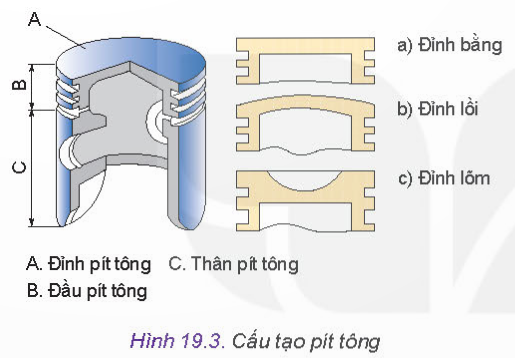 A
B
C
a) Đỉnh bằng
b) Đỉnh lồi
c) Đỉnh lõm
A. Đỉnh pít tông C. Thân pít tông
B. Đầu pít tông
Hình 19.3. Cấu tạo pít tông